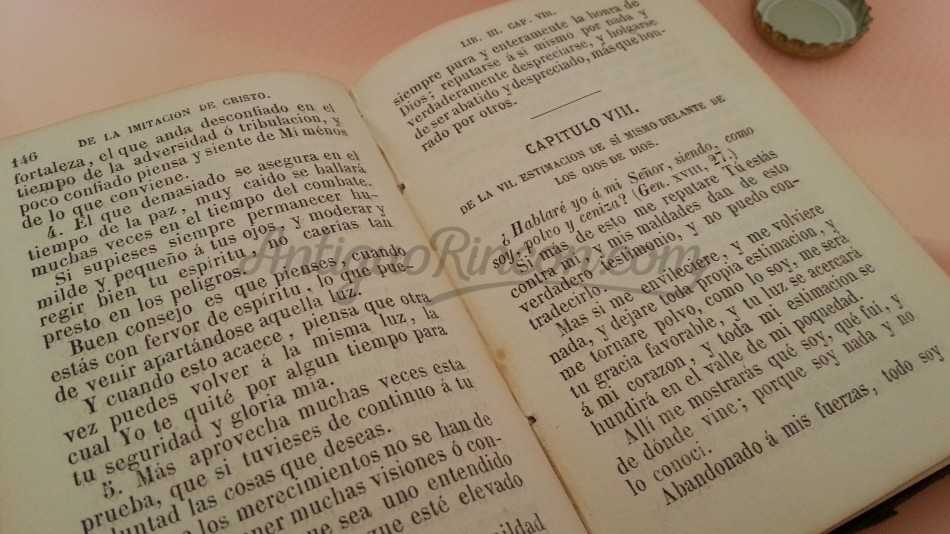 146 DE LA IMITACION DE CRISTO.
fortaleza, el que anda desconfiado en el
tiempo de la adversidad ó tribulacion, y
poco confiado piensa y siente de Mí ménos
de lo que conviene.
4. El que demasiado se asegura en el
tiempo de la paz, muy caido se hallará
muchas veces en el tiempo del combate.
Si supieses siempre permanecer hu-
milde y pequeño á tus ojos, y moderar y
regir bien tu espíritu, no caerias tan
presto en los peligros.
Buen consejo es que pienses, cuando
estás con fervor de espíritu, lo que pue-
de venir apartándose aquella luz.
Y cuando esto acaece, piensa que otra
vez puedes volver á la misma luz, la
cual Yo te quité por algun tiempo para
tu seguridad y gloria mia.
5. Más aprovecha muchas veces esta
prueba, que si tuvieses de continuo á tu
luntad las cosas que deseas.
e los merecimientos no se han de
ner muchas visiones ó con-
que sea uno entendido
que esté elevado
mildad
LIB. III. CAP. VIII.
siempre pura y enteramente la honra de
Dios; reputarse á sí mismo por nada y
verdaderamente despreciarse, y holgarse
de ser abatido y despreciado, más que hon-
rado por otros.
CAPITULO VIII.
DE LA VIL ESTIMACION DE SÍ MISMO DELANTE DE
LOS OJOS DE DIOS.
¿Hablaré yo á mi Señor, siendo, como
soy, polvo y ceniza? (Gen. XVIII, 27.)
Si más de esto me reputare Tú estás
contra mí, y mis maldades dan de esto
verdadero testimonio, y no puedo con-
tradecirlo.
Mas si me envileciere, y me volviere
nada, y dejare toda propia estimacion, y
me tornare polvo, como lo soy, me será
tu gracia favorable, y tu luz se acercará
á mi corazon, y toda mi estimacion se
hundirá en el valle de mi poquedad.
Allí me mostrarás qué soy, qué fuí, y
de dónde vine; porque soy nada y no
lo conocí.
Abandonado á mis fuerzas, todo soy
AntiguoRincon.com